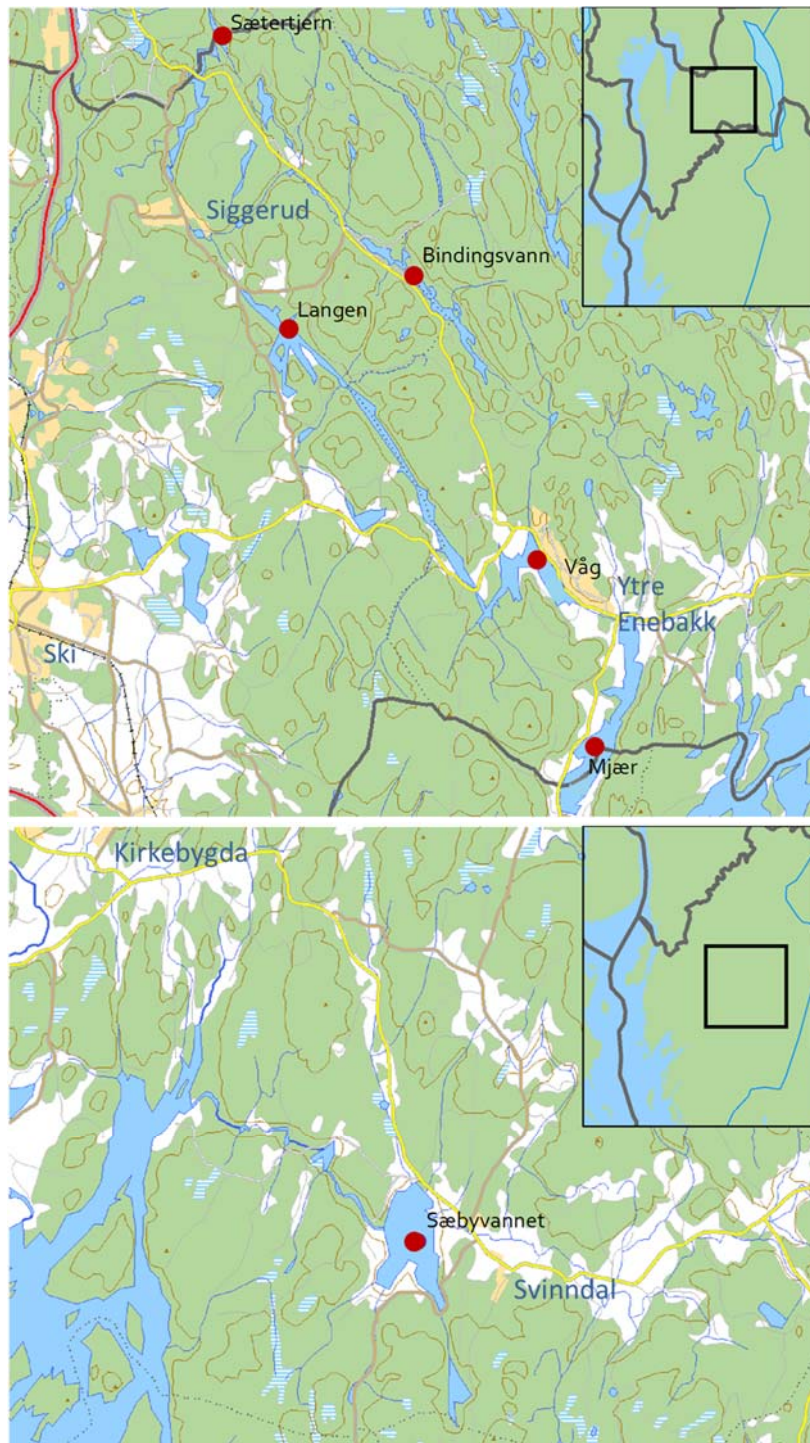 Sætertjern
Siggerud
Bindingsvann
Langen
Våg
Ytre
Enebakk
Ski
Mjær
Kirkebygda
Sæbyvannet
Svinndal